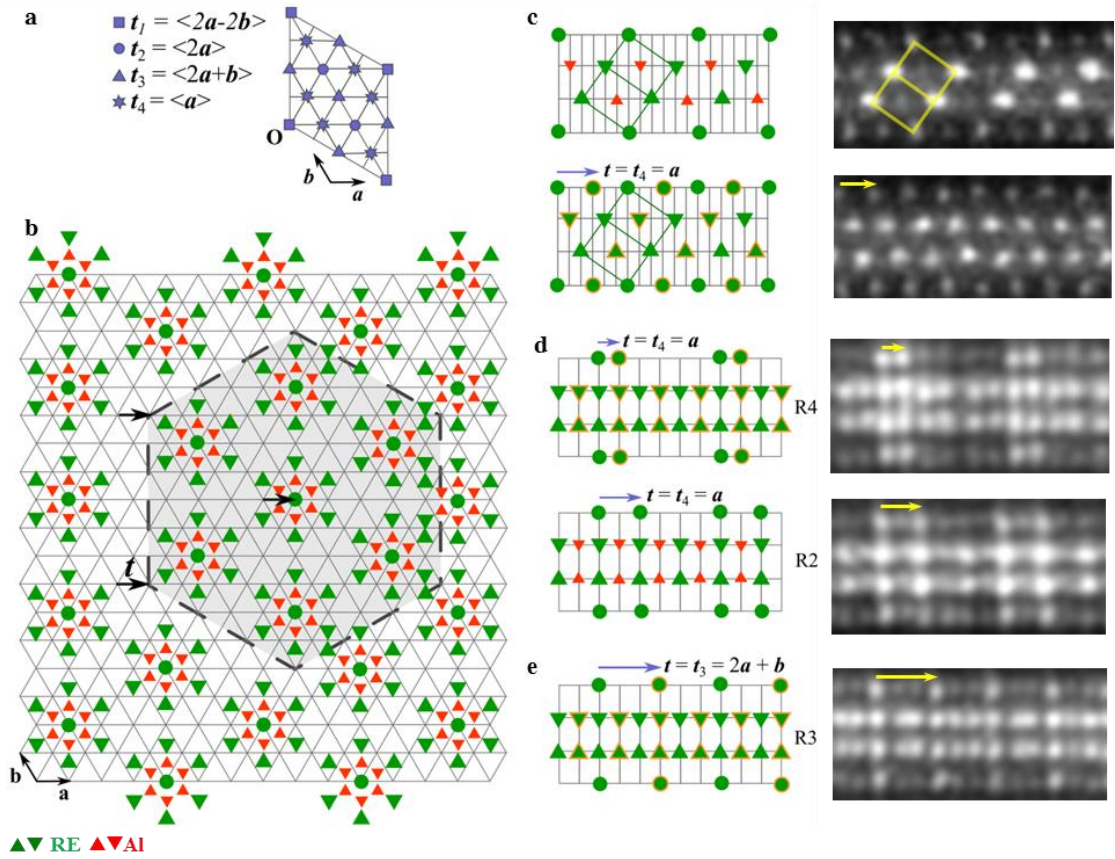 a
t₁ = <2a-2b>
t₂ = <2a>
t₃ = <2a+b>
t₄ = <a>
O
b
a
b
t
b
a
RE
Al
c
t = t₄ = a
d
t = t₄ = a
R4
t = t₄ = a
R2
e
t = t₃ = 2a + b
R3